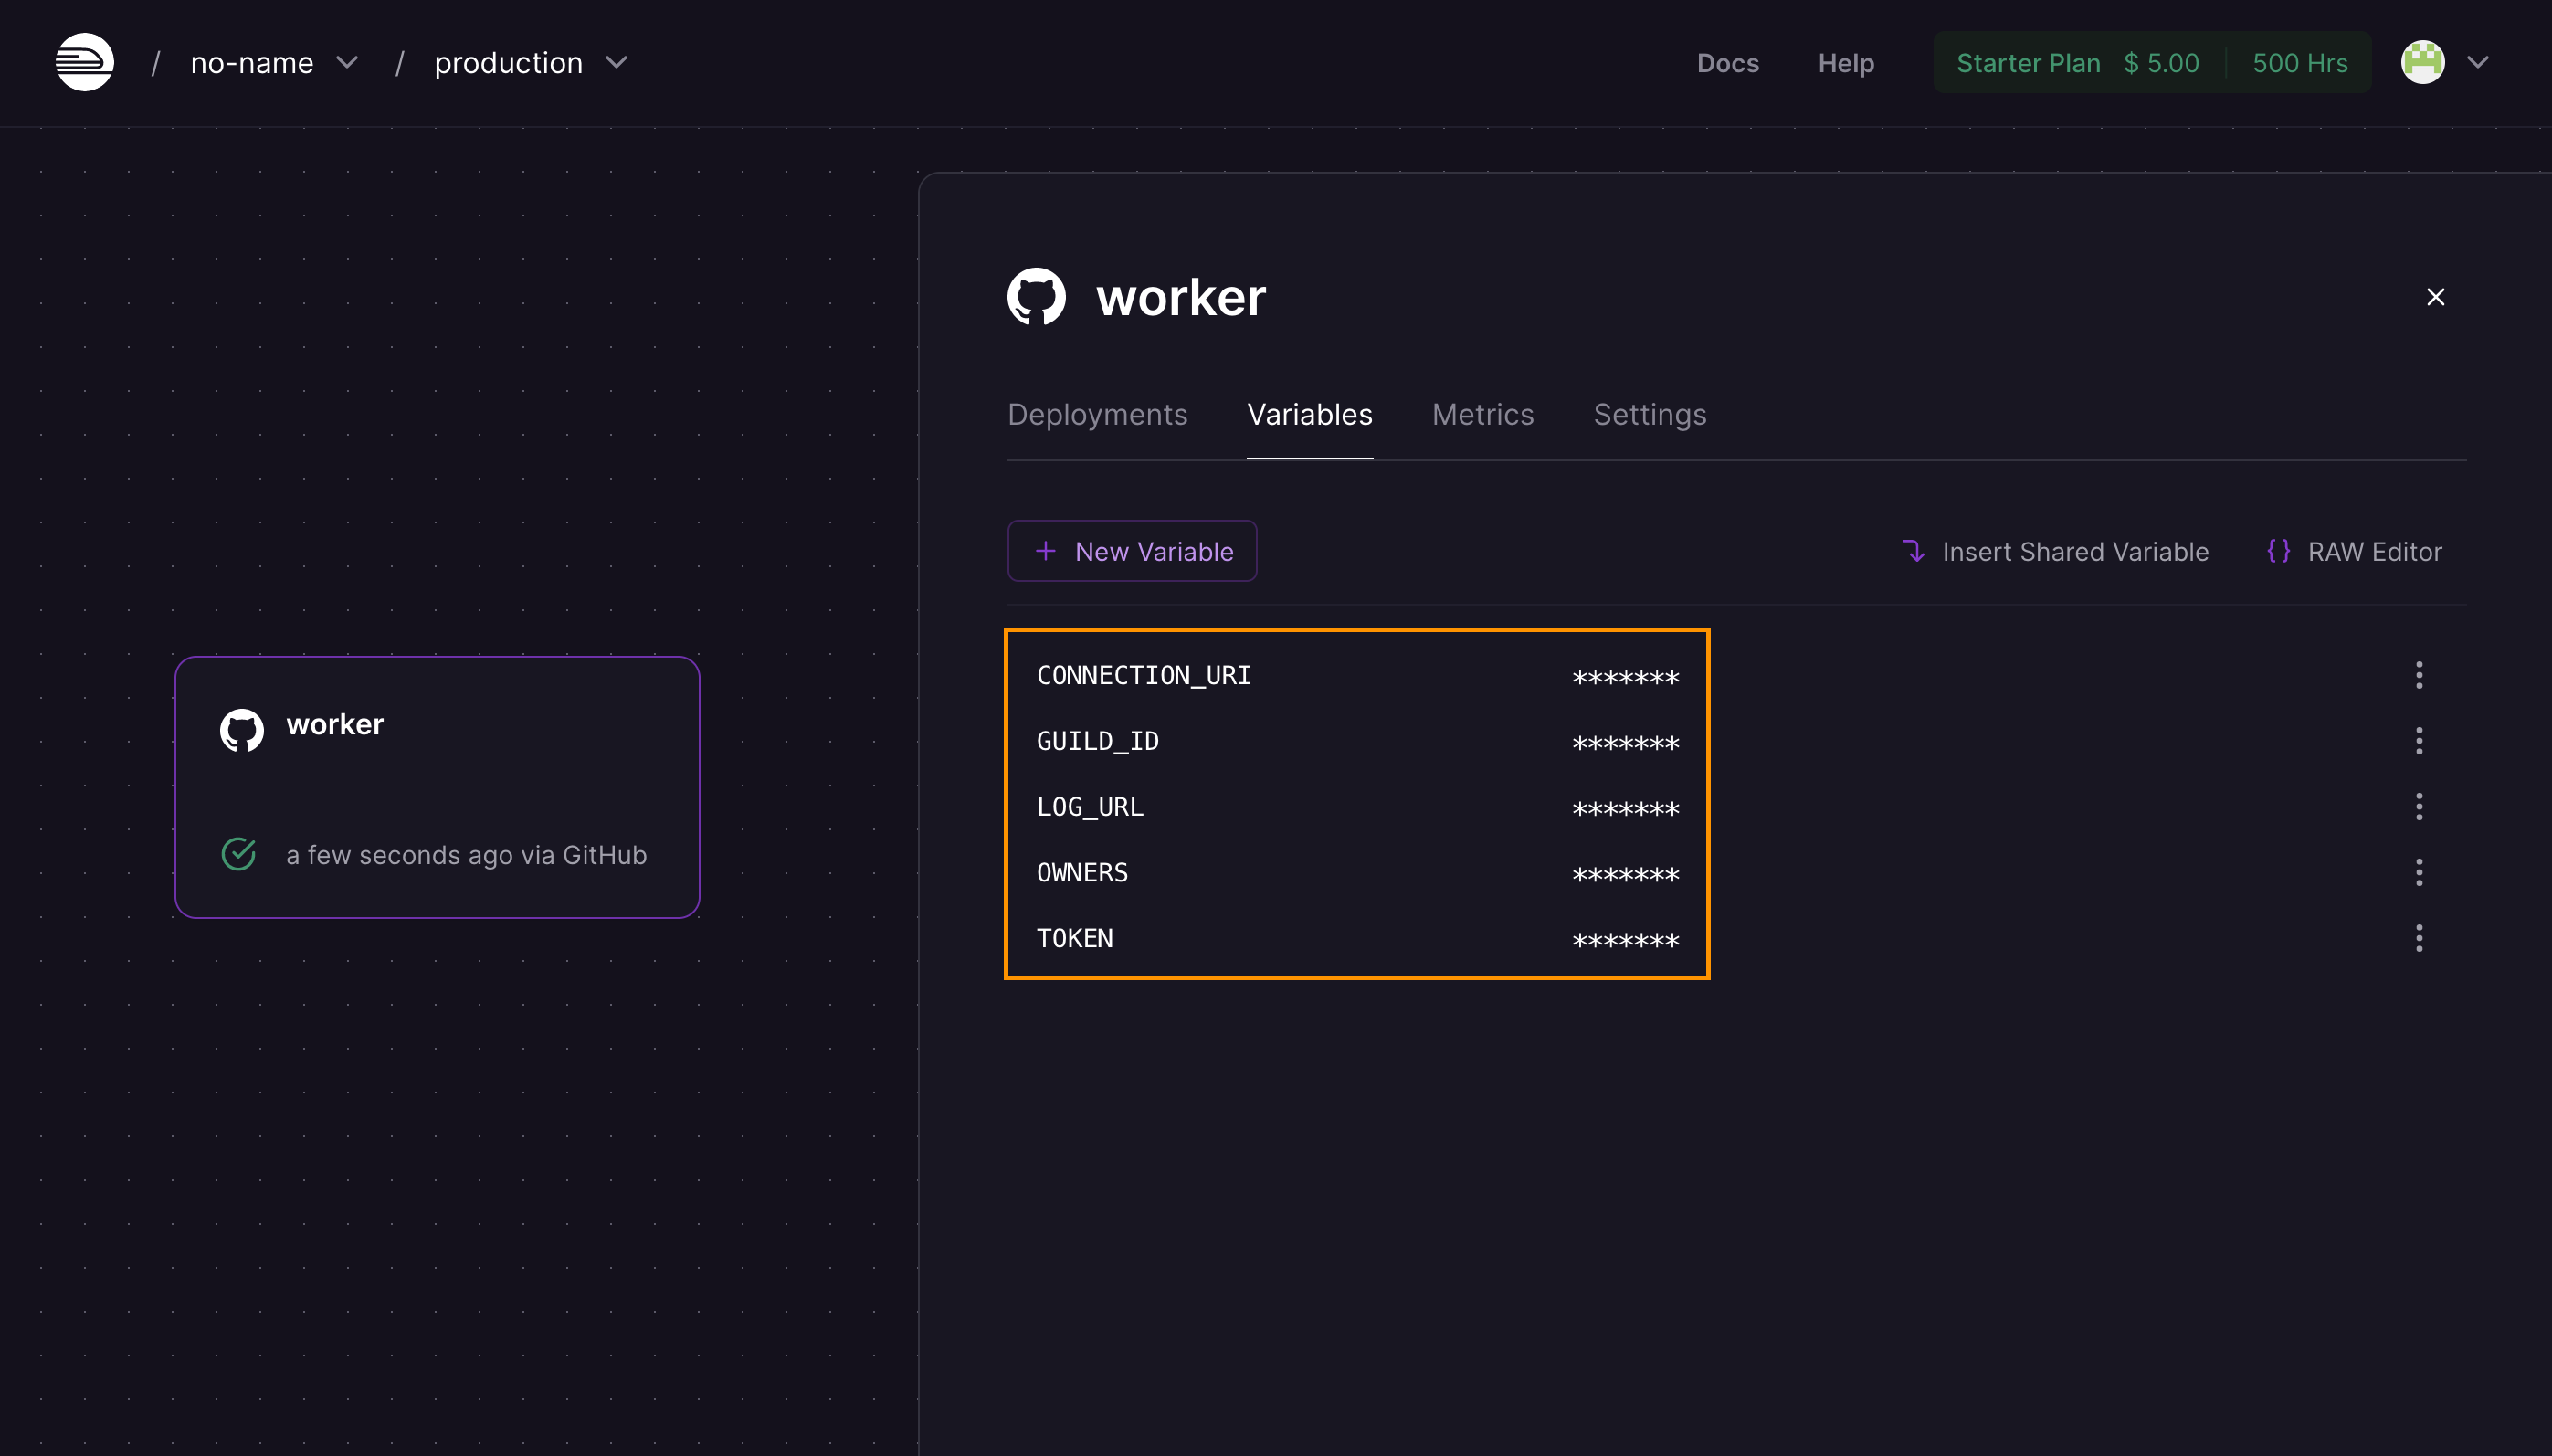 / no-name / production Docs Help Starter Plan $ 5.00 500 Hrs
worker
Deployments Variables Metrics Settings
+ New Variable Insert Shared Variable {} RAW Editor
CONNECTION_URI *******
GUILD_ID *******
LOG_URL *******
OWNERS *******
TOKEN *******
worker
a few seconds ago via GitHub